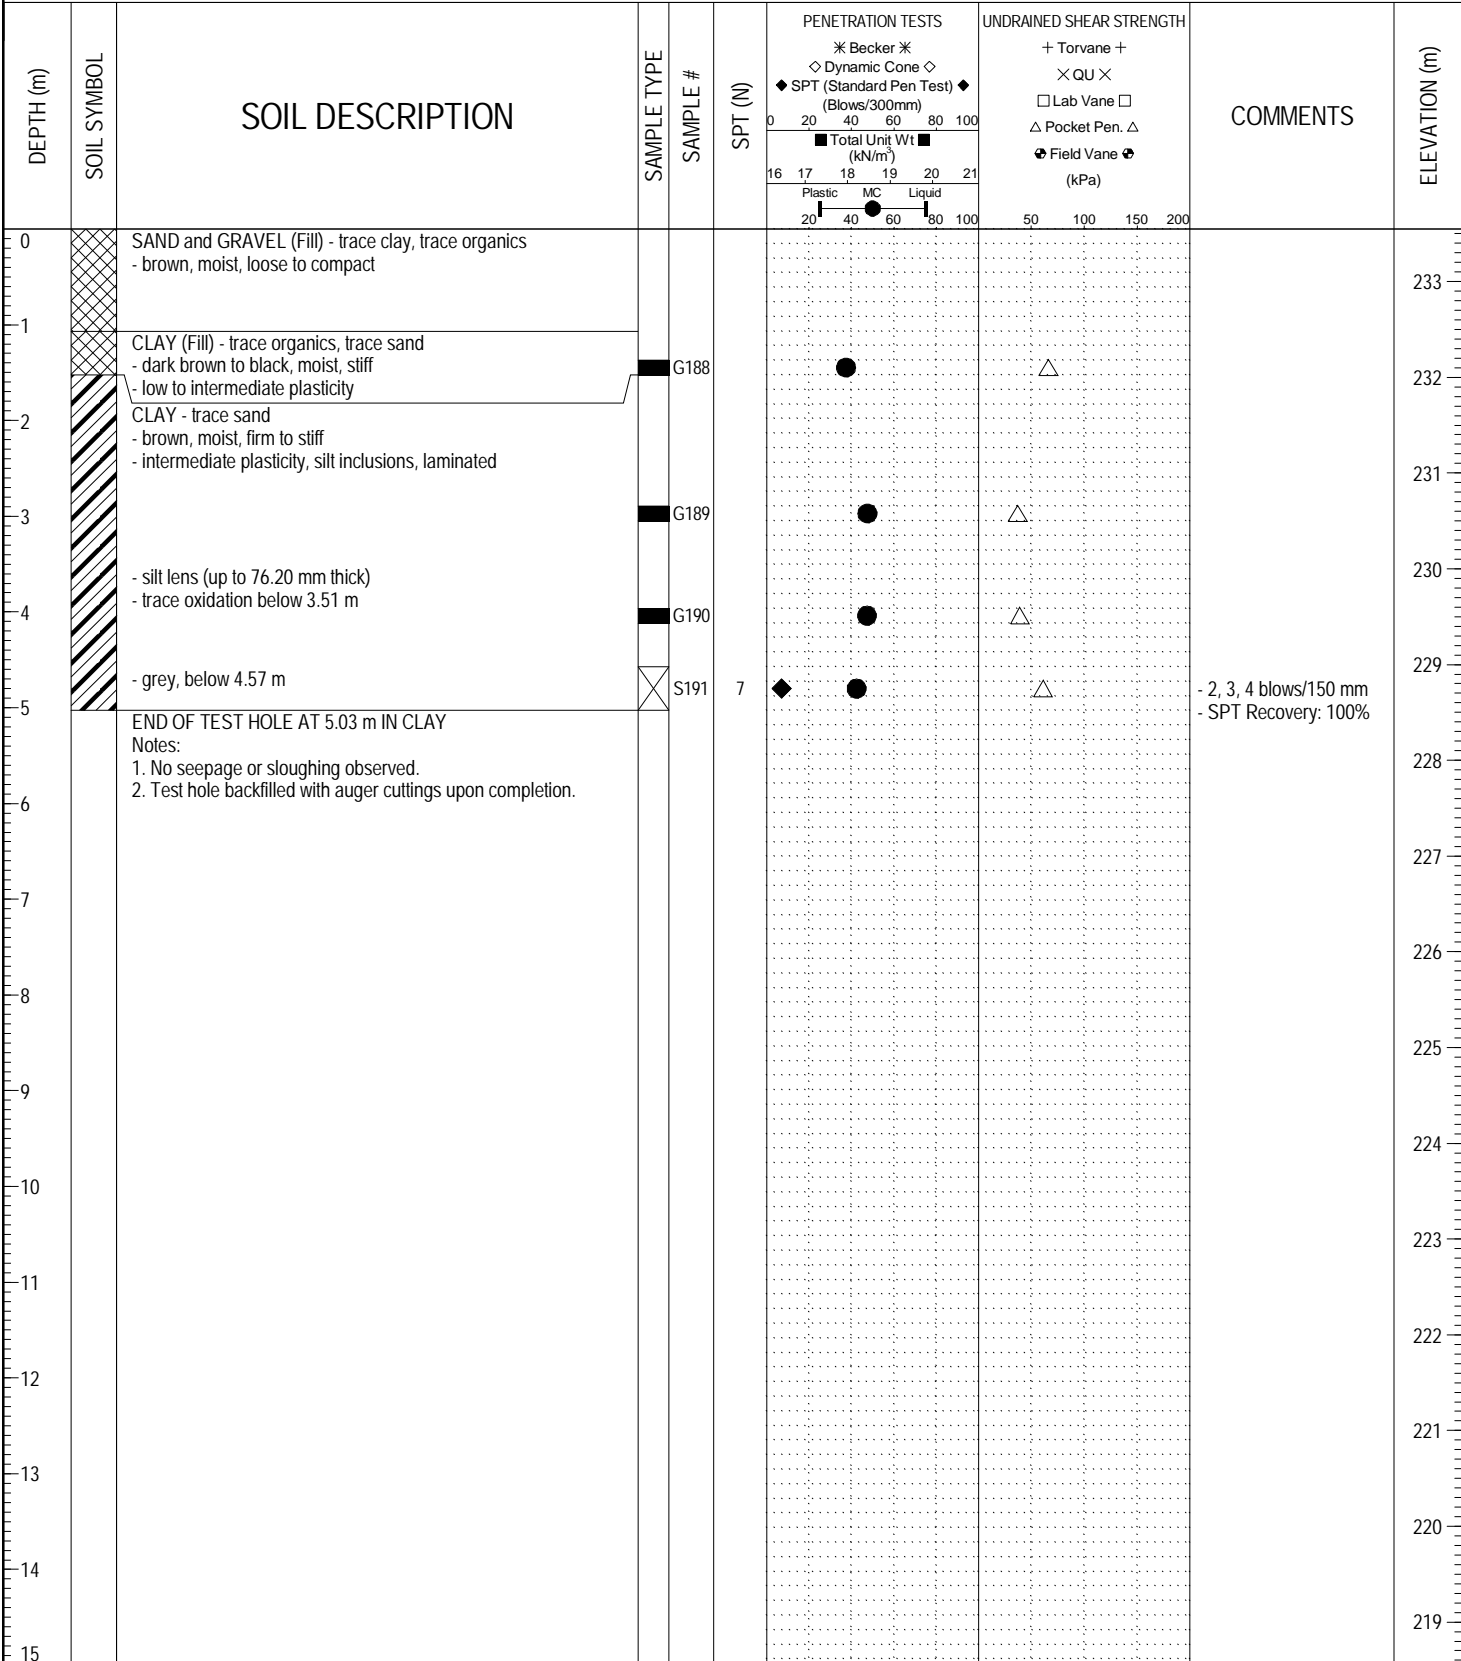 DEPTH (m)
SOIL SYMBOL
SOIL DESCRIPTION
SAMPLE TYPE
SAMPLE #
SPT (N)
PENETRATION TESTS
Becker
Dynamic Cone
SPT (Standard Pen Test)
(Blows/300mm)
0 20 40 60 80 100
Total Unit Wt
(kN/m³)
16 17 18 19 20 21
Plastic MC Liquid
20 40 60 80 100
UNDRAINED SHEAR STRENGTH
Torvane
QU
Lab Vane
Pocket Pen.
Field Vane
(kPa)
50 100 150 200
COMMENTS
ELEVATION (m)
0
SAND and GRAVEL (Fill) - trace clay, trace organics
- brown, moist, loose to compact
233
1
CLAY (Fill) - trace organics, trace sand
- dark brown to black, moist, stiff
G188
- low to intermediate plasticity
232
CLAY - trace sand
2
- brown, moist, firm to stiff
- intermediate plasticity, silt inclusions, laminated
231
3
G189
- silt lens (up to 76.20 mm thick)
230
- trace oxidation below 3.51 m
4
G190
229
- grey, below 4.57 m
S191 7
- 2, 3, 4 blows/150 mm
- SPT Recovery: 100%
5
END OF TEST HOLE AT 5.03 m IN CLAY
Notes:
1. No seepage or sloughing observed.
228
2. Test hole backfilled with auger cuttings upon completion.
6
227
7
226
8
225
9
224
10
223
11
222
12
221
13
220
14
219
15